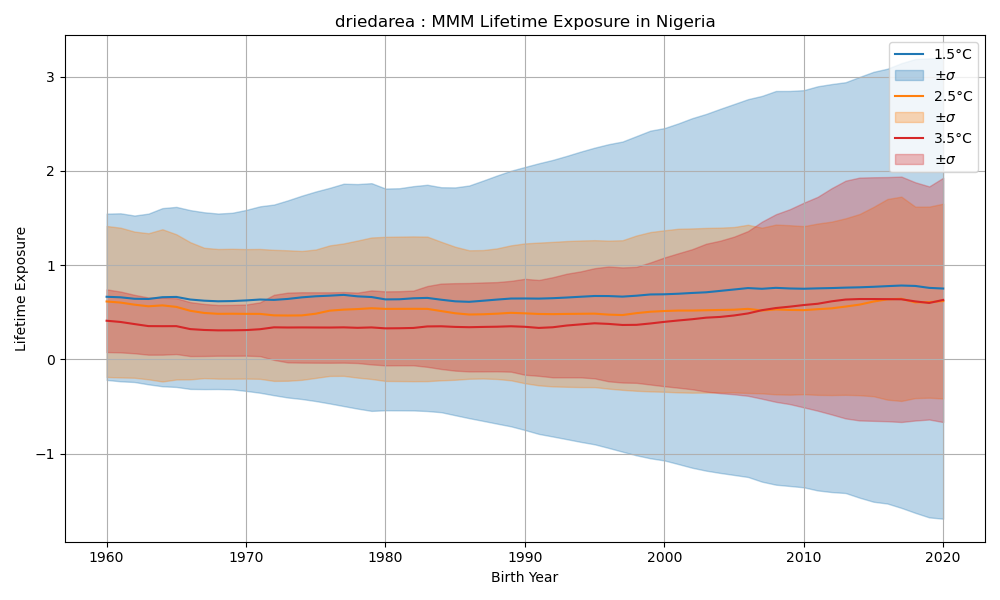 driedarea : MMM Lifetime Exposure in Nigeria
Lifetime Exposure
3
2
1
0
−1
1960 1970 1980 1990 2000 2010 2020
Birth Year
1.5°C
±σ
2.5°C
±σ
3.5°C
±σ